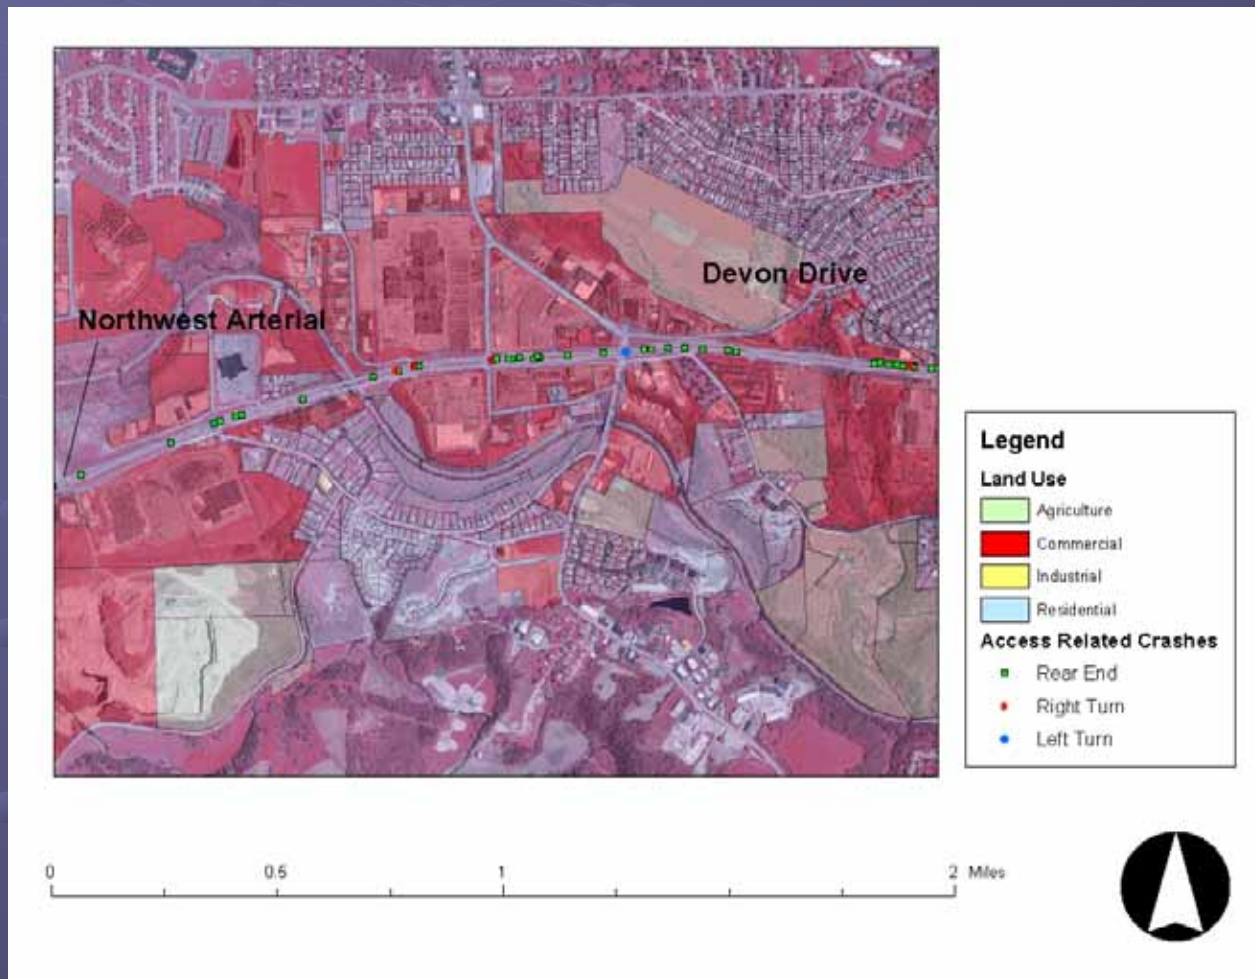 Devon Drive
Northwest Arterial
Legend
Land Use
Agriculture
Commercial
Industrial
Residential
Access Related Crashes
Rear End
Right Turn
Left Turn
0 0.5 1 2 Miles